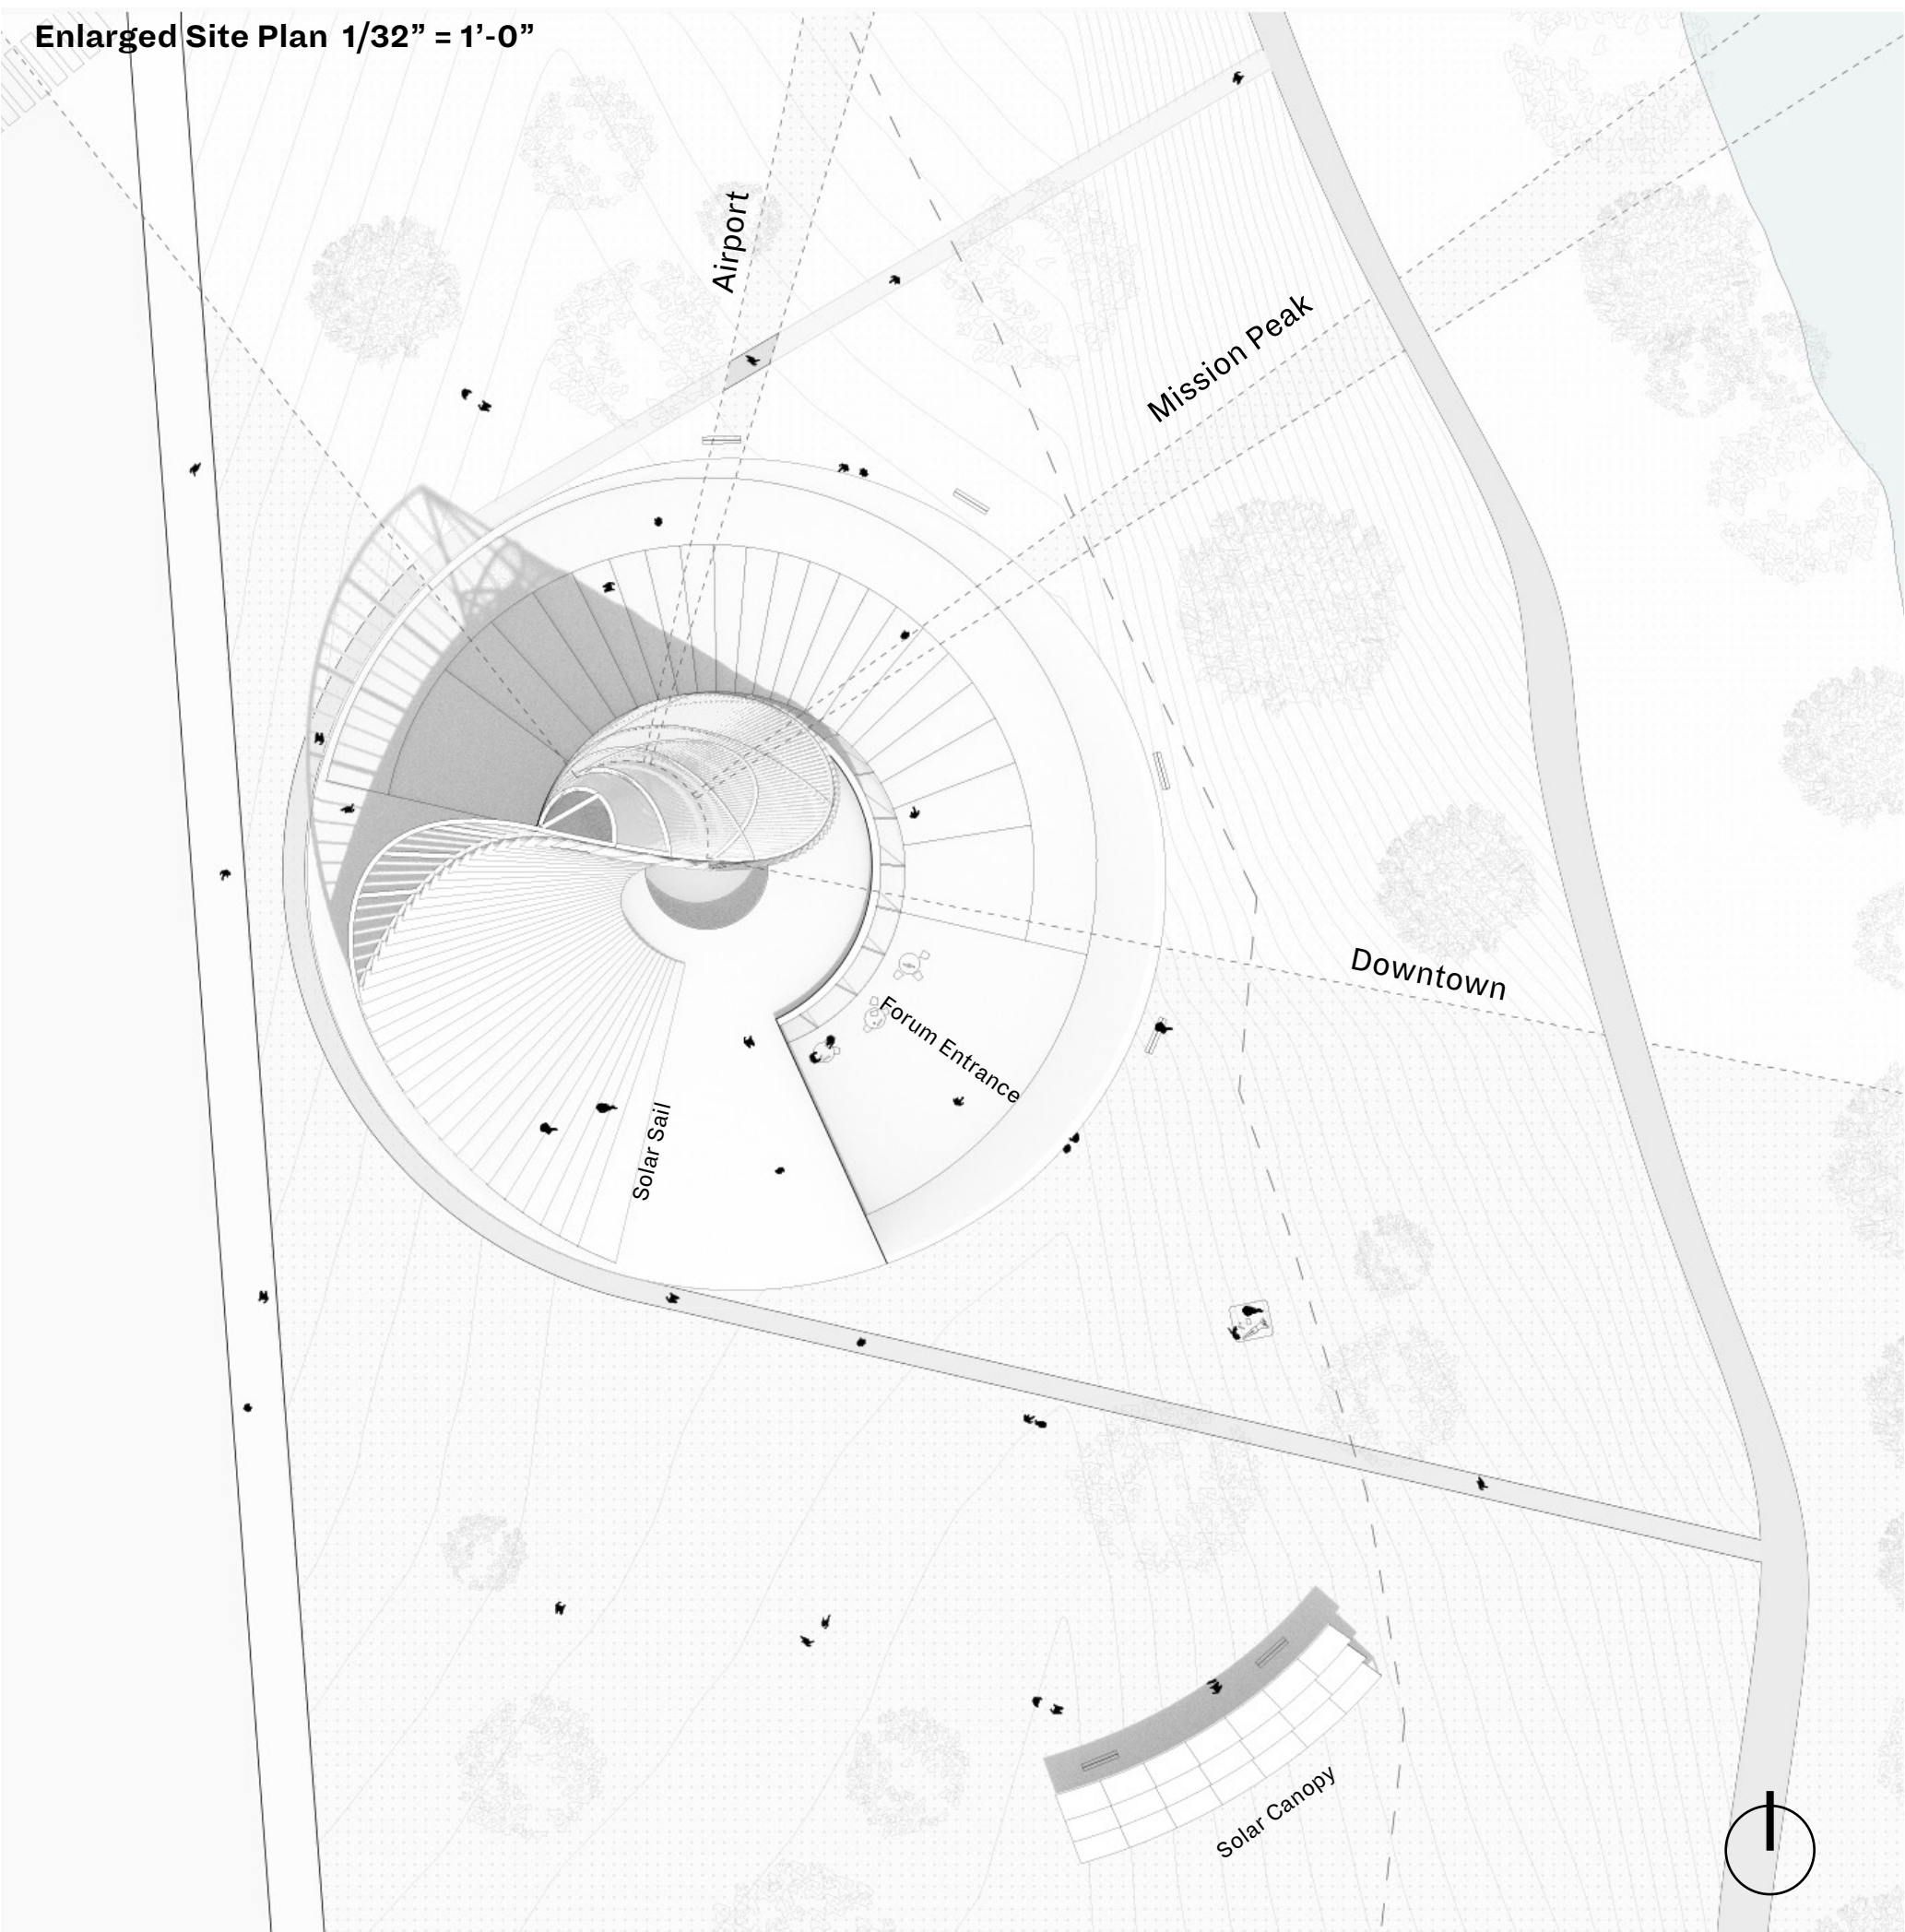 Enlarged Site Plan 1/32” = 1’-0”
Airport
Mission Peak
Downtown
Forum Entrance
Solar Sail
Solar Canopy